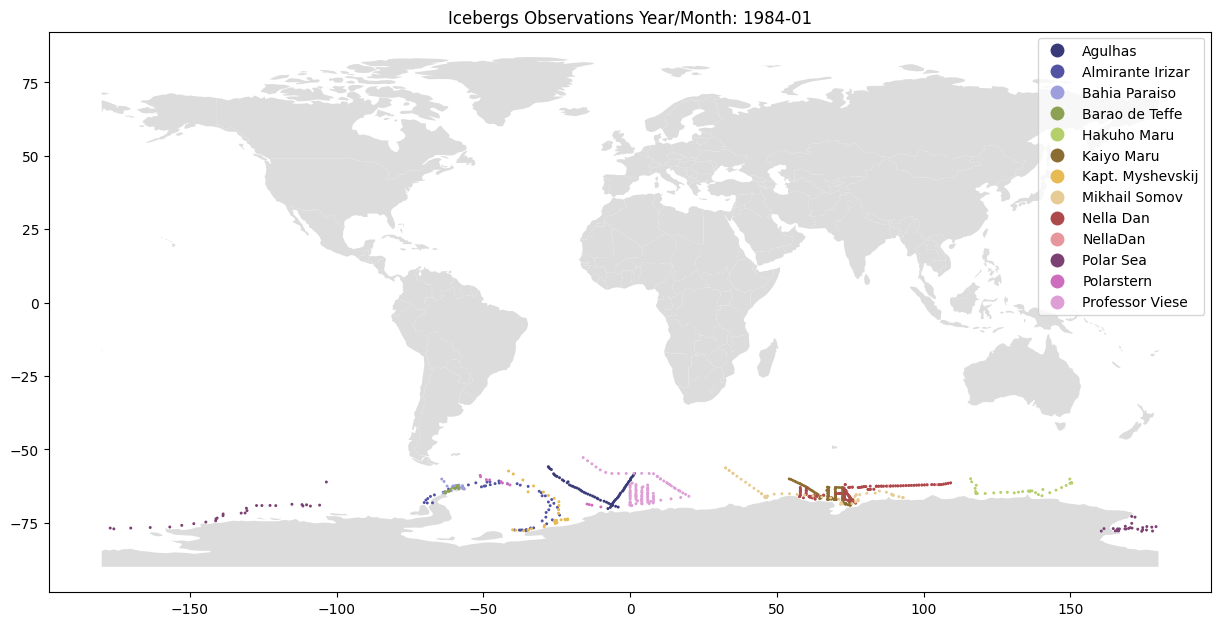 Icebergs Observations Year/Month: 1984-01
Agulhas
Almirante Irizar
Bahia Paraiso
Barao de Teffe
Hakuho Maru
Kaiyo Maru
Kapt. Myshevskij
Mikhail Somov
Nella Dan
NellaDan
Polar Sea
Polarstern
Professor Viese
75
50
25
0
−25
−50
−75
−150
−100
−50
0
50
100
150